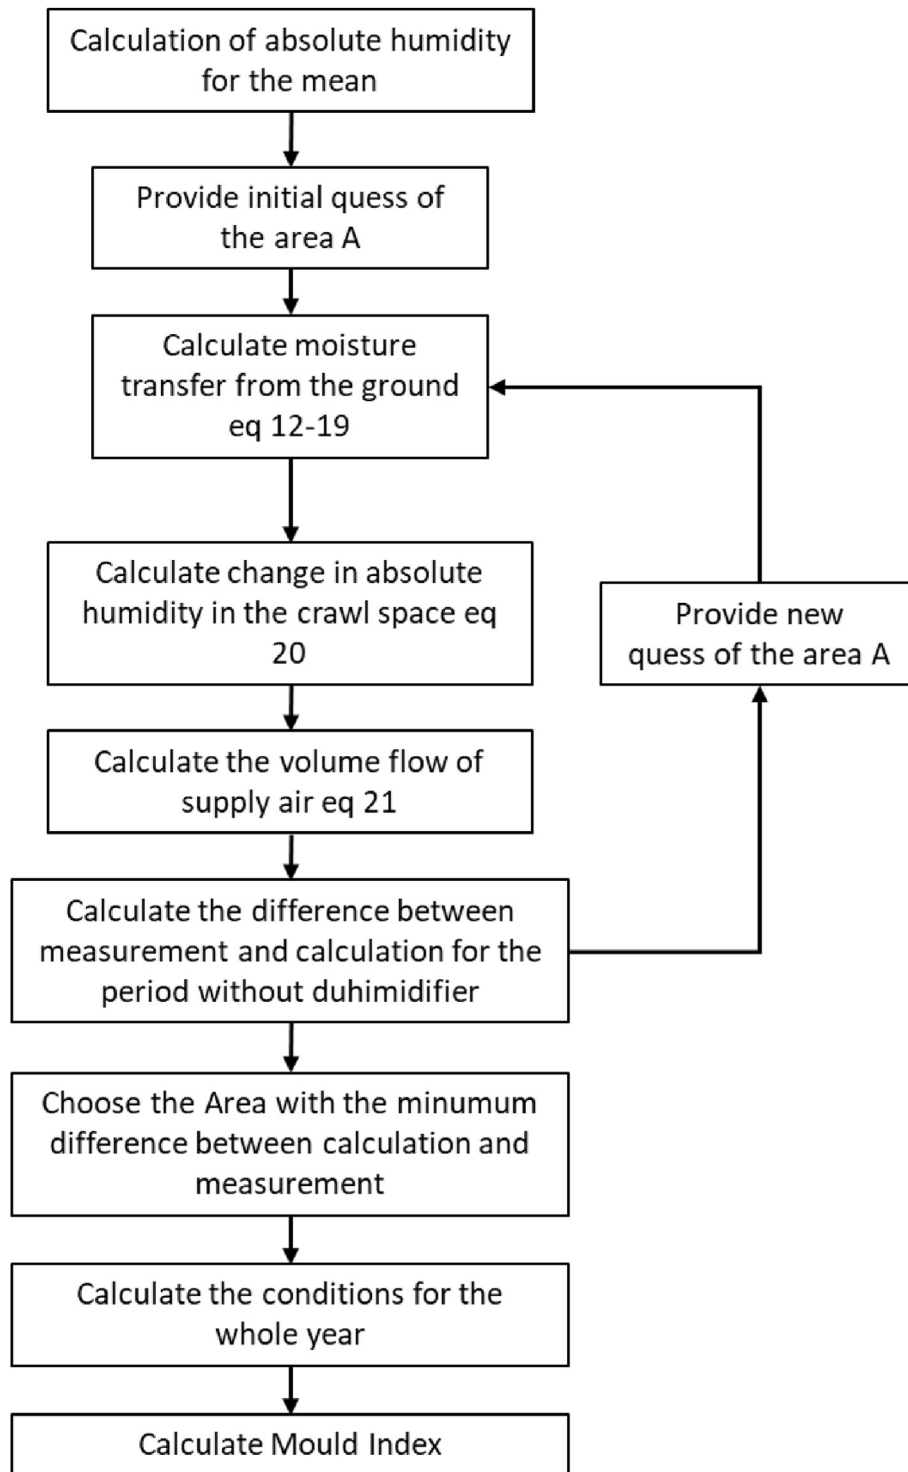 Calculation of absolute humidity
for the mean
Provide initial quess of
the area A
Calculate moisture
transfer from the ground
eq 12-19
Calculate change in absolute
humidity in the crawl space eq
20
Provide new
quess of the area A
Calculate the volume flow of
supply air eq 21
Calculate the difference between
measurement and calculation for the
period without duhimidifier
Choose the Area with the minumum
difference between calculation and
measurement
Calculate the conditions for the
whole year
Calculate Mould Index